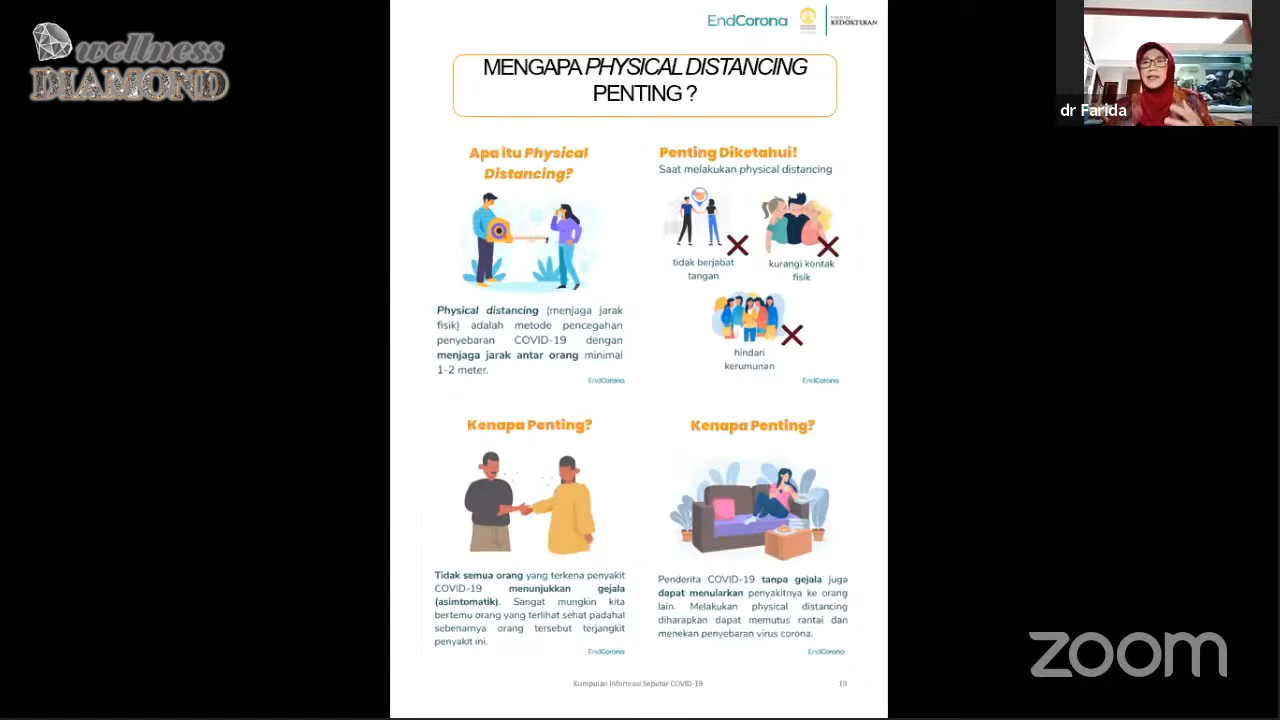 wellness
DIAMOND
EndCorona
KEDOKTERAN
dr Farida
MENGAPA PHYSICAL DISTANCING
PENTING ?
Apa itu Physical
Distancing?
Physical distancing (menjaga jarak
fisik) adalah metode pencegahan
penyebaran COVID-19 dengan
menjaga jarak antar orang minimal
1-2 meter.
EndCorona
Penting Diketahui!
Saat melakukan physical distancing
tidak berjabat
tangan
kurangi kontak
fisik
hindari
kerumunan
EndCorona
Kenapa Penting?
Tidak semua orang yang terkena penyakit
COVID-19 menunjukkan gejala
(asimtomatik). Sangat mungkin kita
bertemu orang yang terlihat sehat padahal
sebenarnya orang tersebut terjangkit
penyakit ini.
EndCorona
Kenapa Penting?
Penderita COVID-19 tanpa gejala juga
dapat menularkan penyakitnya ke orang
lain. Melakukan physical distancing
diharapkan dapat memutus rantai dan
menekan penyebaran virus corona.
EndCorona
Kumpulan Informasi Seputar COVID-19
19
zoom